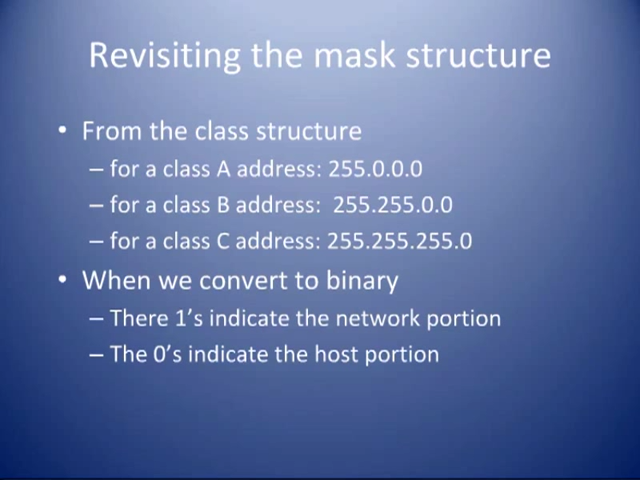 Revisiting the mask structure
• From the class structure
– for a class A address: 255.0.0.0
– for a class B address:  255.255.0.0
– for a class C address: 255.255.255.0
• When we convert to binary
– There 1’s indicate the network portion
– The 0’s indicate the host portion